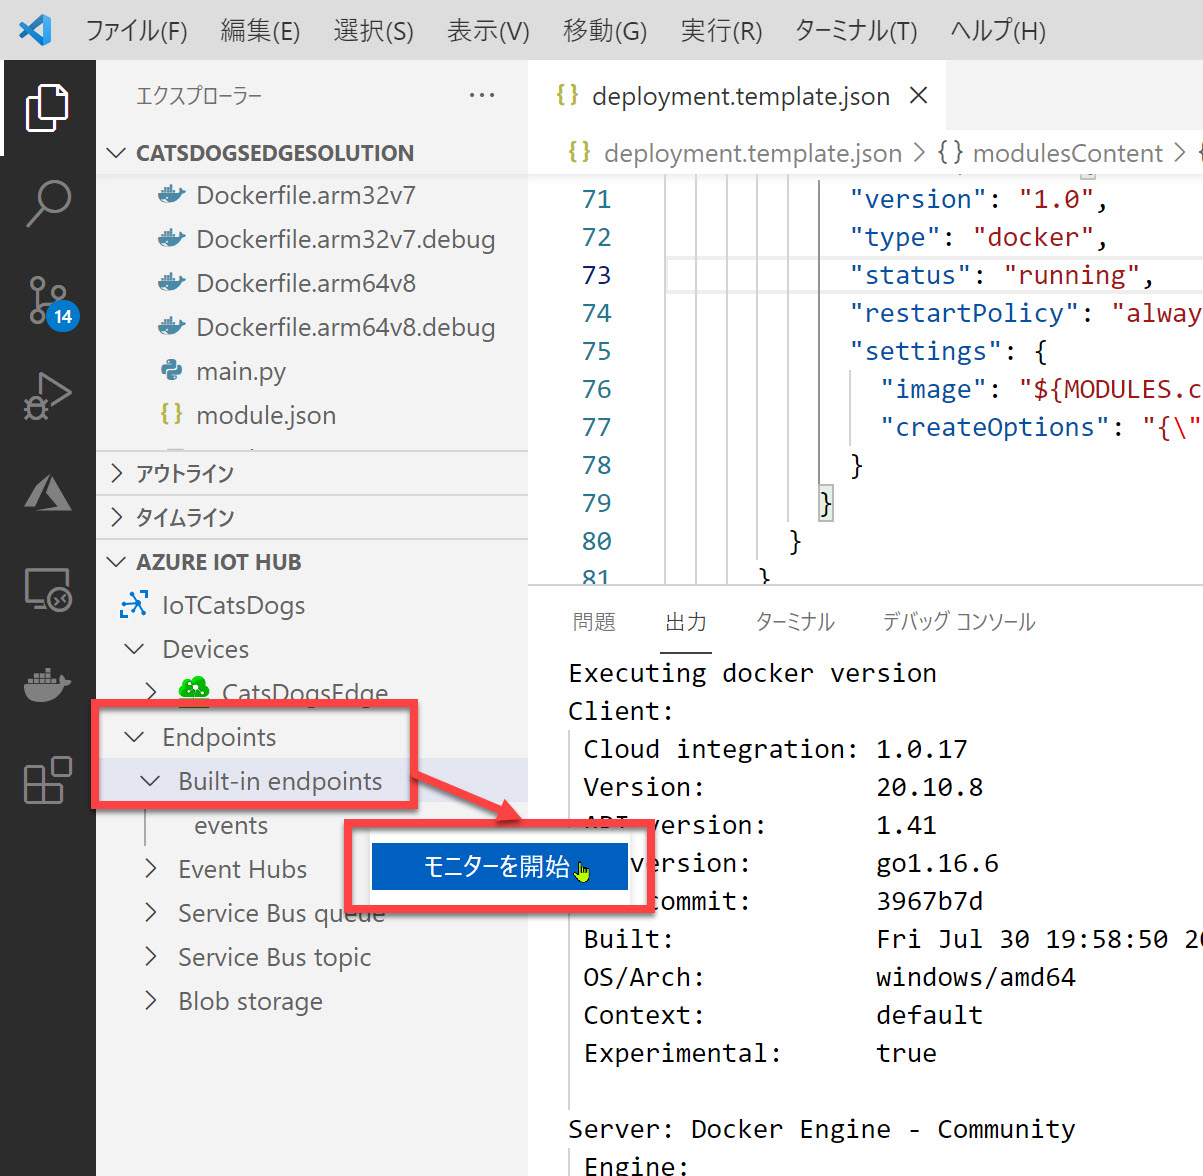 ファイル(F) 編集(E) 選択(S) 表示(V) 移動(G) 実行(R) ターミナル(T) ヘルプ(H)
エクスプローラー ...
CATSDOGSEDGESOLUTION
Dockerfile.arm32v7
Dockerfile.arm32v7.debug
Dockerfile.arm64v8
Dockerfile.arm64v8.debug
main.py
{} module.json
アウトライン
タイムライン
AZURE IOT HUB
IoTCatsDogs
Devices
CatsDogsEdge
Endpoints
Built-in endpoints
events
Event Hubs
Service Bus queue
Service Bus topic
Blob storage
モニターを開始
14
{} deployment.template.json ×
{} deployment.template.json > {} modulesContent >
71 "version": "1.0",
72 "type": "docker",
73 "status": "running",
74 "restartPolicy": "alway
75 "settings": {
76 "image": "${MODULES.c
77 "createOptions": "{\"
78 }
79 }
80 }
81 }
問題 出力 ターミナル デバッグ コンソール
Executing docker version
Client:
Cloud integration: 1.0.17
Version: 20.10.8
API version: 1.41
version: go1.16.6
commit: 3967b7d
Built: Fri Jul 30 19:58:50 20
OS/Arch: windows/amd64
Context: default
Experimental: true
Server: Docker Engine - Community
Engine: